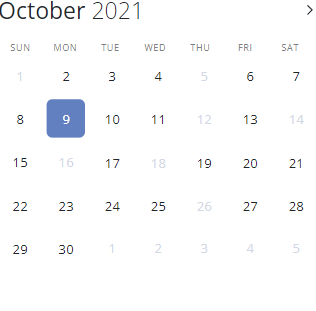 October 2021
SUN MON TUE WED THU FRI SAT
1 2 3 4 5 6 7
8 9 10 11 12 13 14
15 16 17 18 19 20 21
22 23 24 25 26 27 28
29 30 1 2 3 4 5